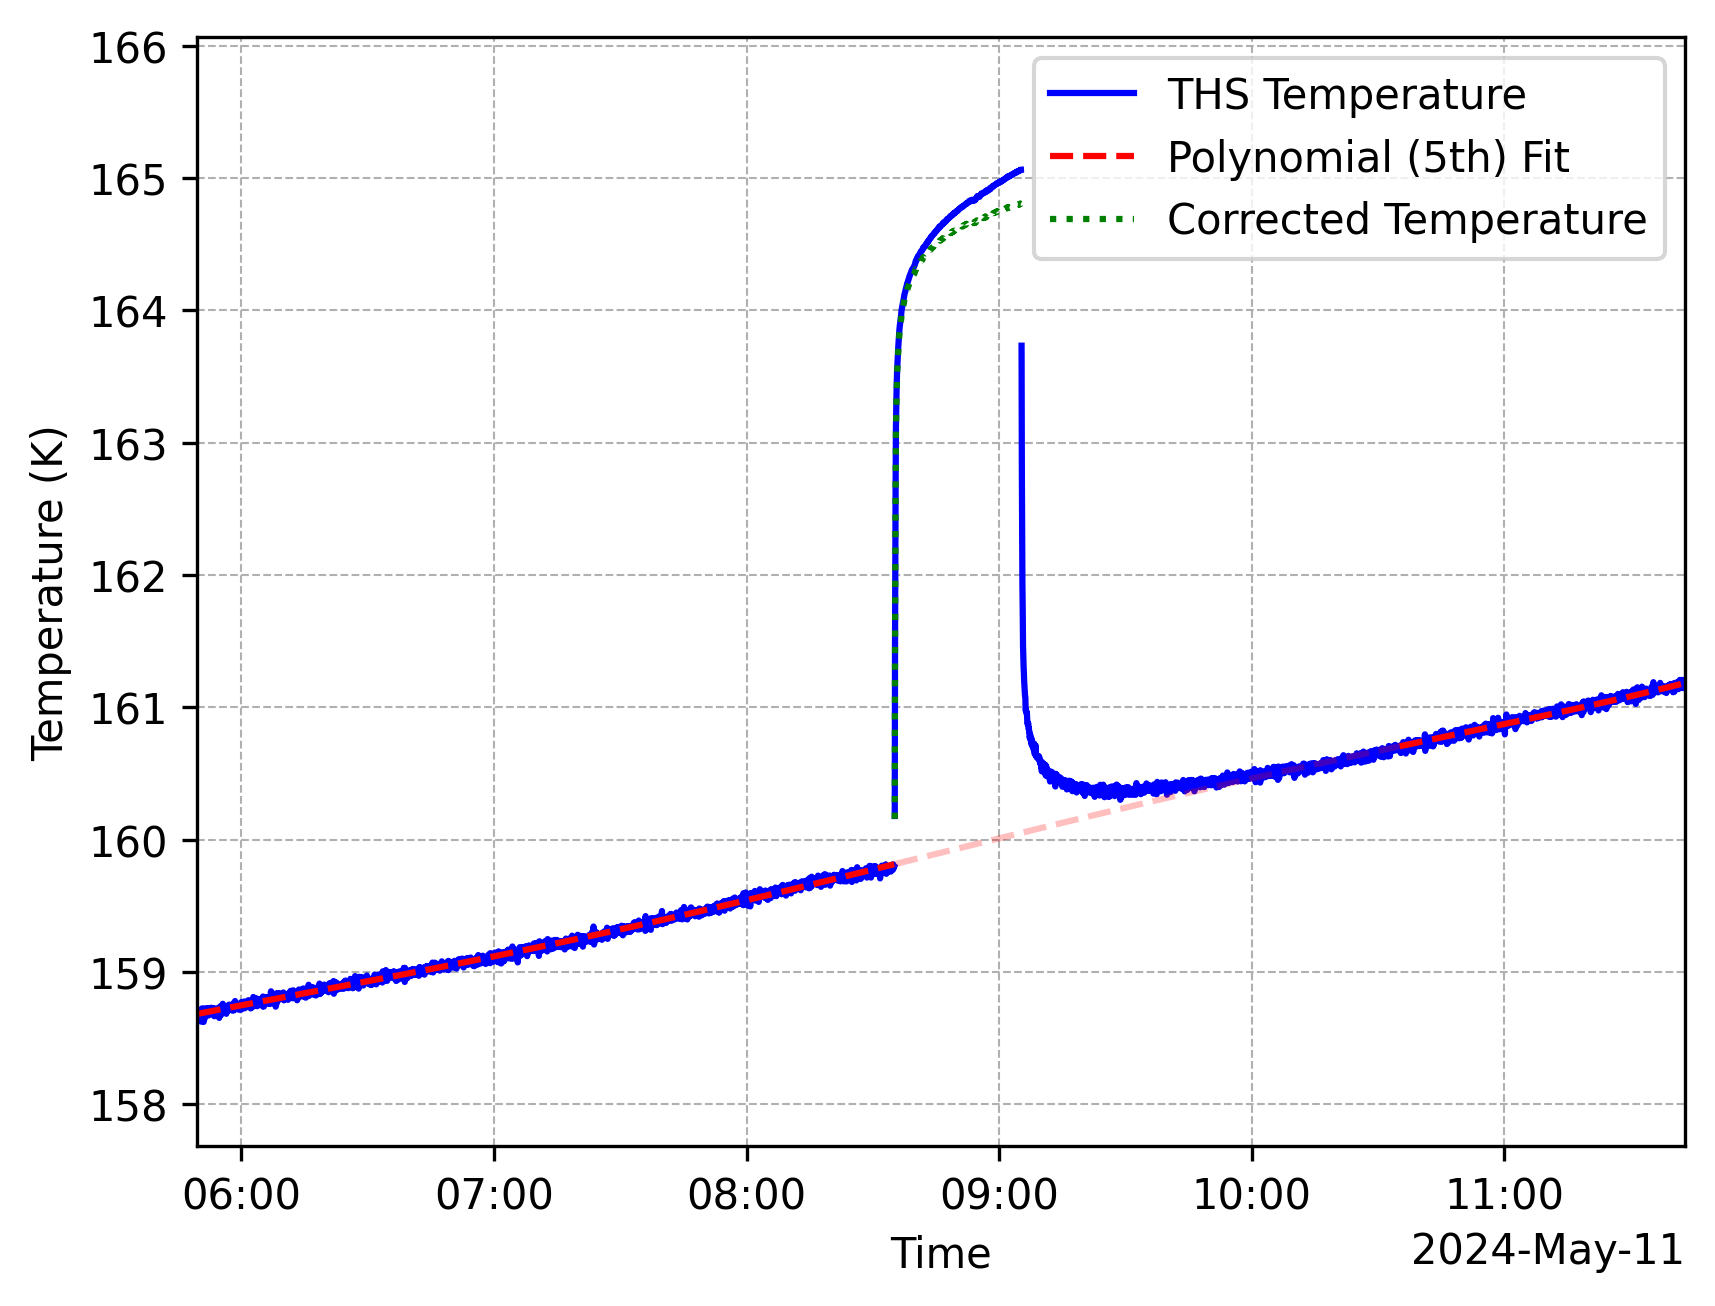 166
165
164
163
162
161
160
159
158
Temperature (K)
THS Temperature
Polynomial (5th) Fit
Corrected Temperature
06:00 07:00 08:00 09:00 10:00 11:00
Time
2024-May-11